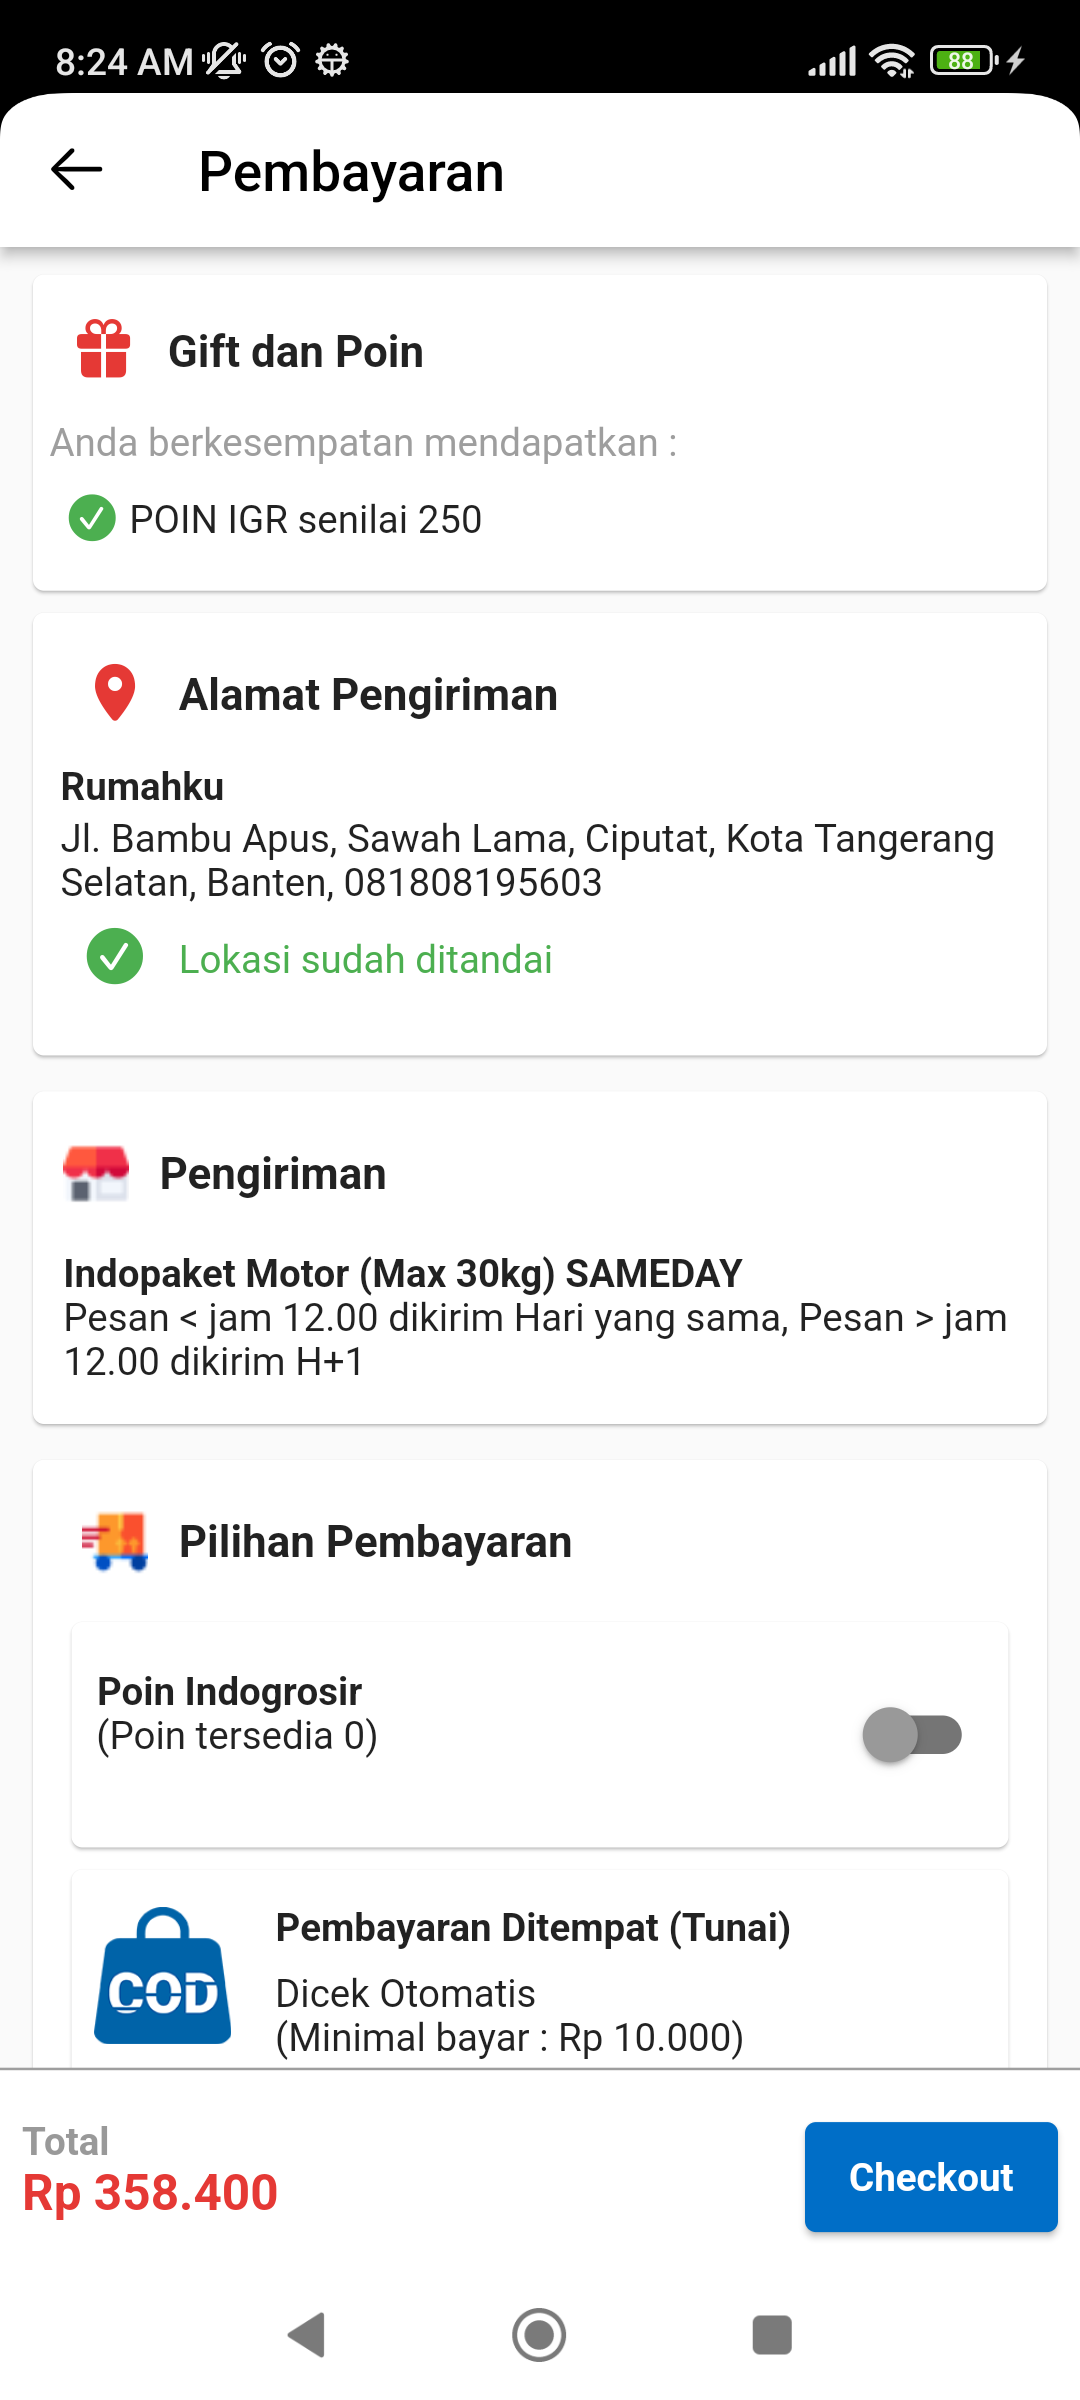 8:24 AM
88
Pembayaran
Gift dan Poin
Anda berkesempatan mendapatkan :
POIN IGR senilai 250
Alamat Pengiriman
Rumahku
Jl. Bambu Apus, Sawah Lama, Ciputat, Kota Tangerang
Selatan, Banten, 081808195603
Lokasi sudah ditandai
Pengiriman
Indopaket Motor (Max 30kg) SAMEDAY
Pesan < jam 12.00 dikirim Hari yang sama, Pesan > jam
12.00 dikirim H+1
Pilihan Pembayaran
Poin Indogrosir
(Poin tersedia 0)
COD
Pembayaran Ditempat (Tunai)
Dicek Otomatis
(Minimal bayar : Rp 10.000)
Total
Rp 358.400
Checkout